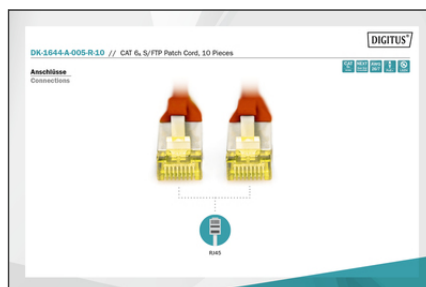 DIGITUS®
DK-1644-A-005-R-10 // CAT 6A S/FTP Patch Cord, 10 Pieces
Anschlüsse
Connections
RJ45